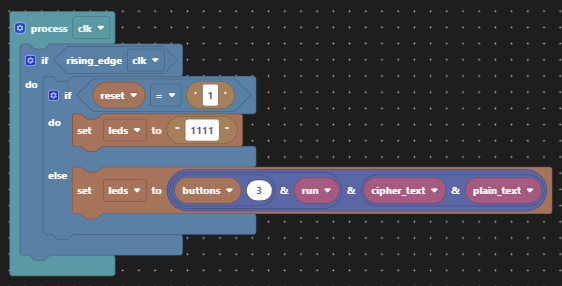 process clk
if rising_edge clk
do
if reset = ' 1 '
do set leds to " 1111 "
else set leds to buttons 3 & run & cipher_text & plain_text